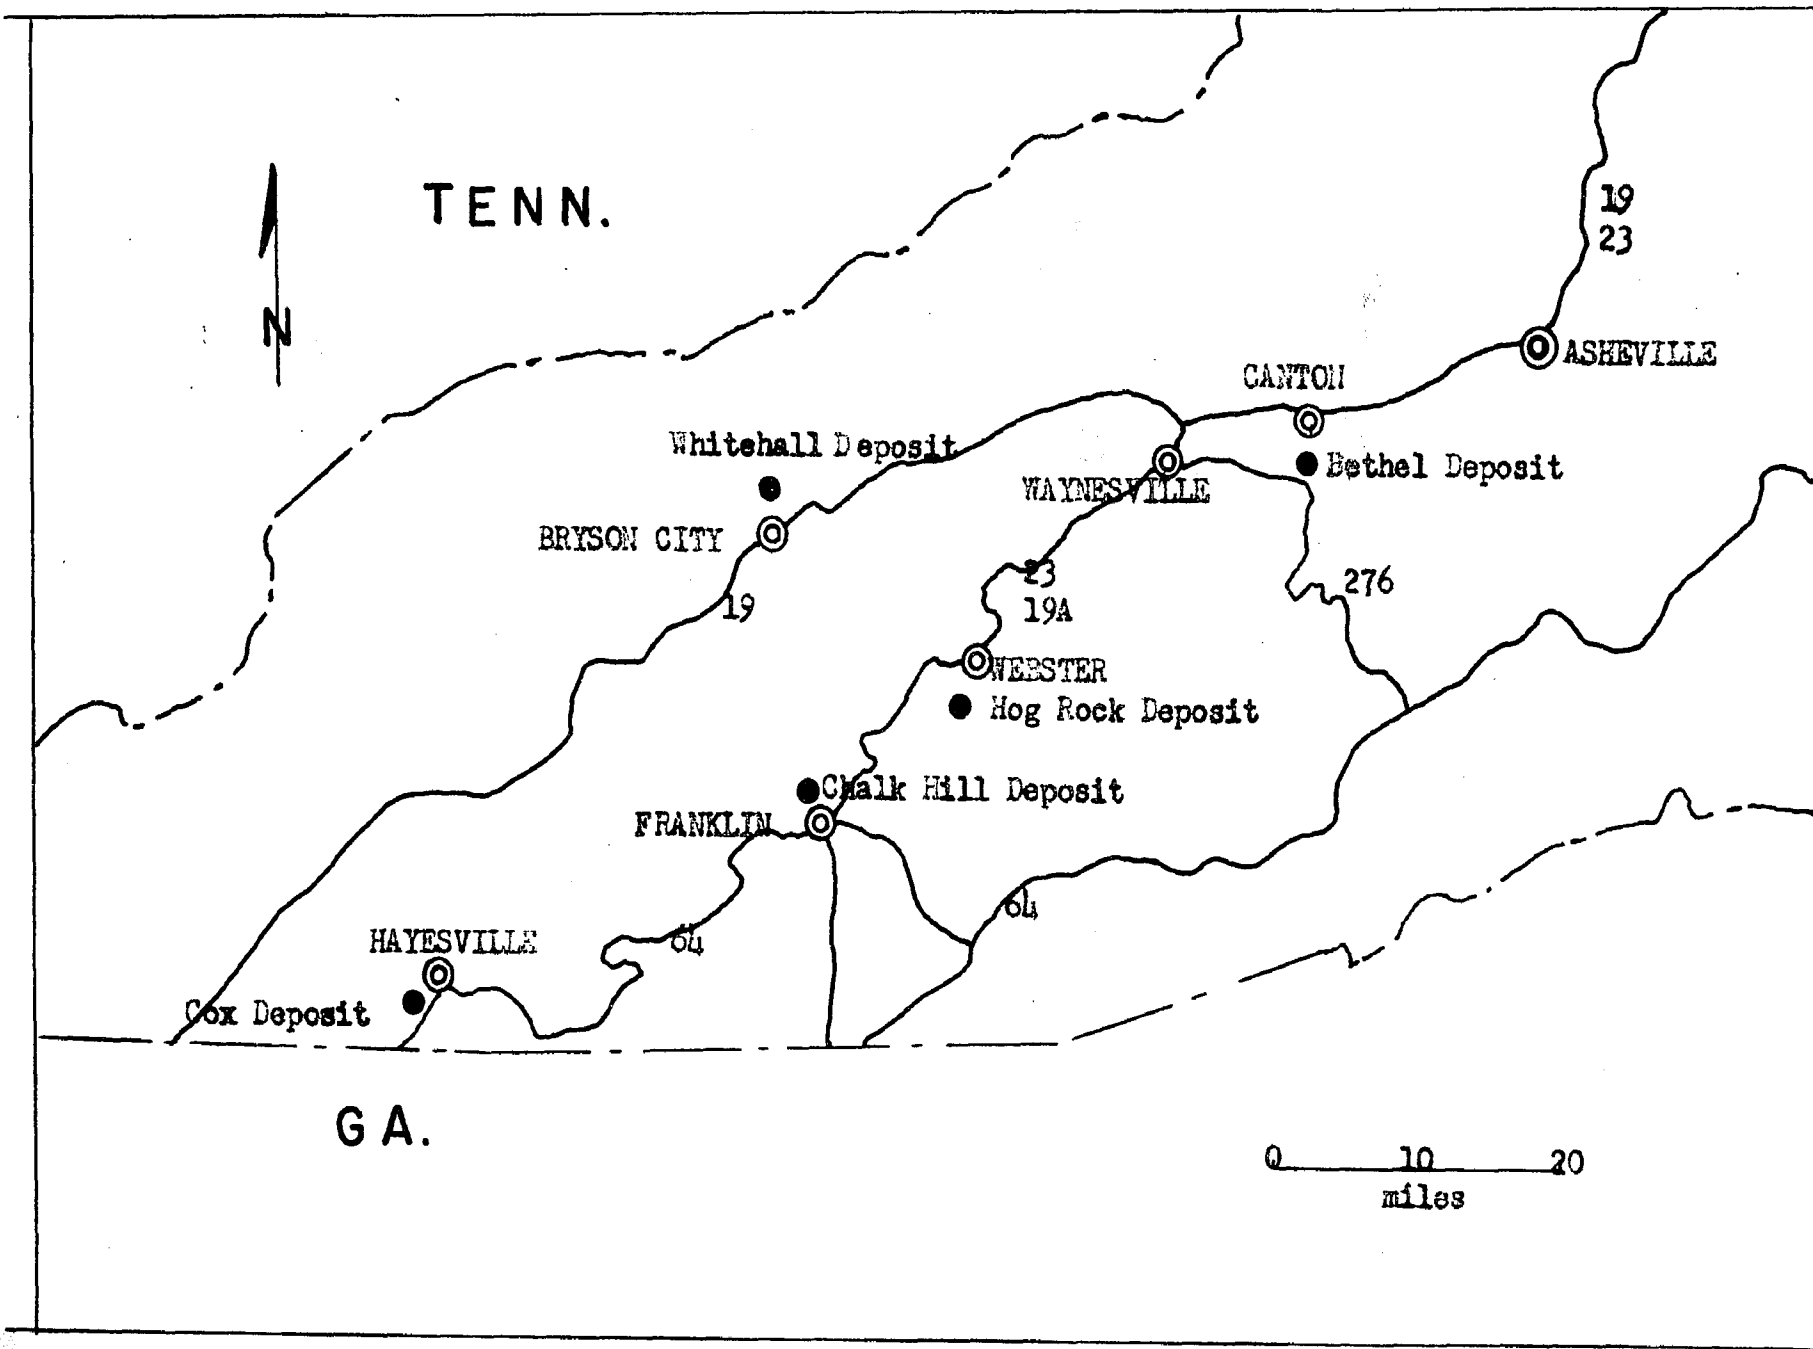 TENN.
N
19
23
ASHEVILLE
CANTON
Whitehall Deposit
Bethel Deposit
WAYNESVILLE
BRYSON CITY
23
276
19
19A
WEBSTER
Hog Rock Deposit
Chalk Hill Deposit
FRANKLIN
64
64
HAYESVILLE
Cox Deposit
GA.
0 10 20
miles